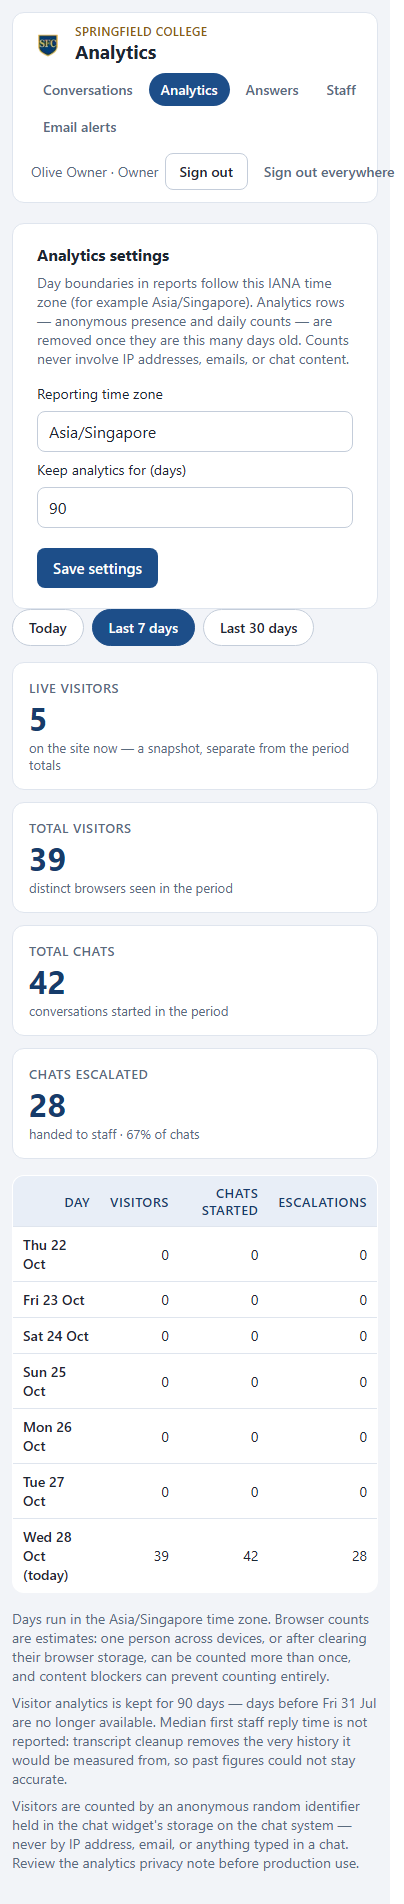 SFC
SPRINGFIELD COLLEGE
Analytics
Conversations Analytics Answers Staff
Email alerts
Olive Owner · Owner Sign out Sign out everywhere
Analytics settings
Day boundaries in reports follow this IANA time
zone (for example Asia/Singapore). Analytics rows
— anonymous presence and daily counts — are
removed once they are this many days old. Counts
never involve IP addresses, emails, or chat content.
Reporting time zone
Asia/Singapore
Keep analytics for (days)
90
Save settings
Today Last 7 days Last 30 days
LIVE VISITORS
5
on the site now — a snapshot, separate from the period
totals
TOTAL VISITORS
39
distinct browsers seen in the period
TOTAL CHATS
42
conversations started in the period
CHATS ESCALATED
28
handed to staff · 67% of chats
DAY VISITORS CHATS STARTED ESCALATIONS
Thu 22 Oct 0 0 0
Fri 23 Oct 0 0 0
Sat 24 Oct 0 0 0
Sun 25 Oct 0 0 0
Mon 26 Oct 0 0 0
Tue 27 Oct 0 0 0
Wed 28 Oct (today) 39 42 28
Days run in the Asia/Singapore time zone. Browser counts
are estimates: one person across devices, or after clearing
their browser storage, can be counted more than once,
and content blockers can prevent counting entirely.
Visitor analytics is kept for 90 days — days before Fri 31 Jul
are no longer available. Median first staff reply time is not
reported: transcript cleanup removes the very history it
would be measured from, so past figures could not stay
accurate.
Visitors are counted by an anonymous random identifier
held in the chat widget's storage on the chat system —
never by IP address, email, or anything typed in a chat.
Review the analytics privacy note before production use.